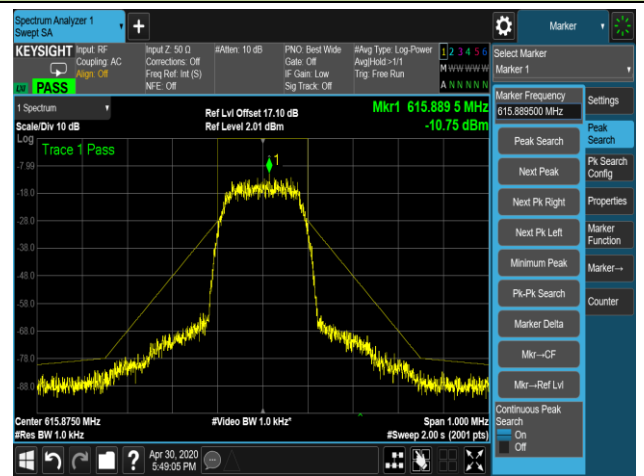 Spectrum Analyzer 1
Swept SA
+
Marker
KEYSIGHT
Input: RF
Coupling: AC
Align: Off
Input Z: 50 Ω
Corrections: Off
Freq Ref: Int (S)
NFE: Off
#Atten: 10 dB
PNO: Best Wide
Gate: Off
IF Gain: Low
Sig Track: Off
#Avg Type: Log-Power
Avg|Hold:>1/1
Trig: Free Run
1 2 3 4 5 6
M W W W W W
A N N N N N
LXI PASS
Select Marker
Marker 1
1 Spectrum
Scale/Div 10 dB
Log
Ref Lvl Offset 17.10 dB
Ref Level 2.01 dBm
Mkr1 615.889 5 MHz
-10.75 dBm
Trace 1 Pass
1
-7.99
-18.0
-28.0
-38.0
-48.0
-58.0
-68.0
-78.0
-88.0
Center 615.8750 MHz
#Res BW 1.0 kHz
#Video BW 1.0 kHz*
Span 1.000 MHz
#Sweep 2.00 s (2001 pts)
Marker Frequency
615.889500 MHz
Peak Search
Next Peak
Next Pk Right
Next Pk Left
Minimum Peak
Pk-Pk Search
Marker Delta
Mkr→CF
Mkr→Ref Lvl
Continuous Peak
Search
On
Off
Settings
Peak
Search
Pk Search
Config
Properties
Marker
Function
Marker→
Counter
?
Apr 30, 2020
5:49:05 PM